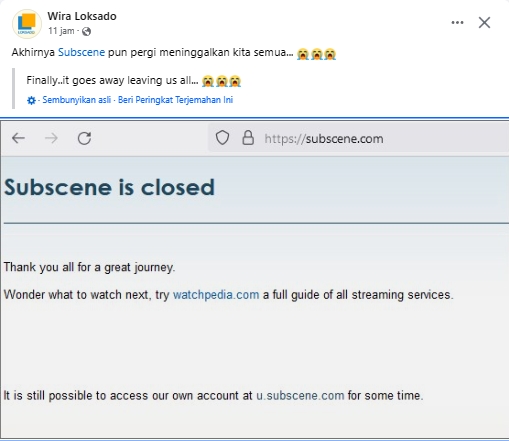 Wira Loksado
11 jam ·
Akhirnya Subscene pun pergi meninggalkan kita semua... 😭😭😭
Finally..it goes away leaving us all... 😭😭😭
· Sembunyikan asli · Beri Peringkat Terjemahan Ini
https://subscene.com
Subscene is closed
Thank you all for a great journey.
Wonder what to watch next, try watchpedia.com a full guide of all streaming services.
It is still possible to access our own account at u.subscene.com for some time.